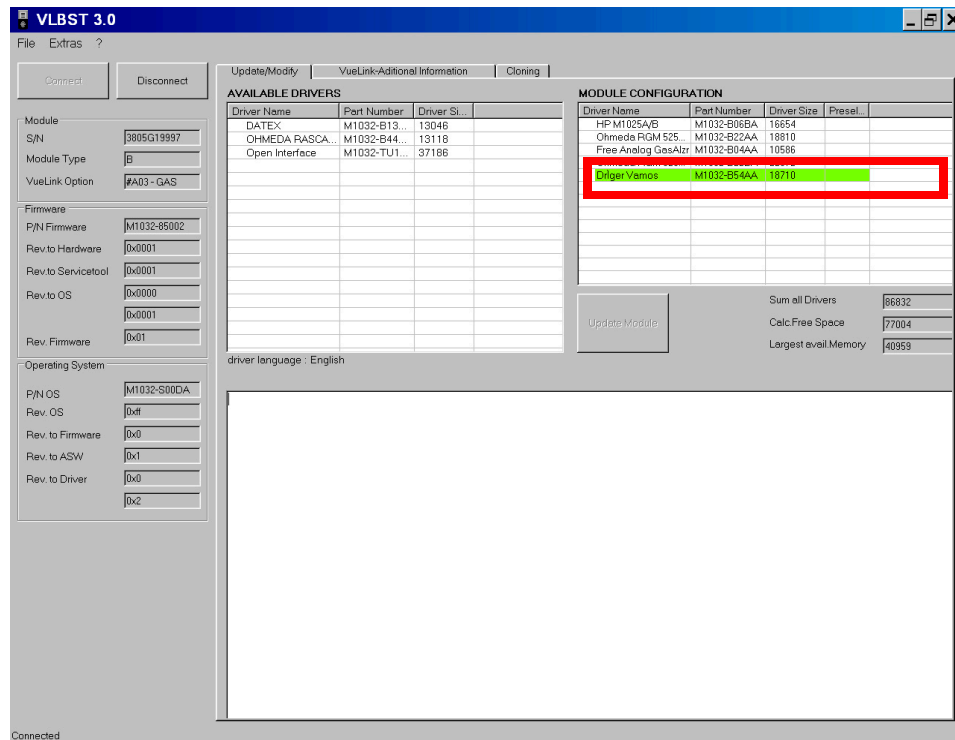 VLBST 3.0
File Extras ?
Connect Disconnect
Module
S/N 3805G19997
Module Type B
VueLink Option #A03 - GAS
Firmware
P/N Firmware M1032-85002
Rev.to Hardware 0x0001
Rev.to Servicetool 0x0001
Rev.to OS 0x0000
0x0001
Rev. Firmware 0x01
Operating System
P/N OS M1032-S00DA
Rev. OS 0xff
Rev. to Firmware 0x0
Rev. to ASW 0x1
Rev. to Driver 0x0
0x2
Update/Modify VueLink-Aditional Information Cloning
AVAILABLE DRIVERS
Driver Name Part Number Driver Si...
DATEX M1032-B13... 13046
OHMEDA RASCA... M1032-B44... 13118
Open Interface M1032-TU1... 37186
driver language : English
MODULE CONFIGURATION
Driver Name Part Number Driver Size Presel...
HP M1025A/B M1032-B06BA 16654
Ohmeda RGM 525... M1032-B22AA 18810
Free Analog GasAlzr M1032-B04AA 10586
Drlger Vamos M1032-B54AA 18710
Update Module
Sum all Drivers 86832
Calc.Free Space 77004
Largest avail.Memory 40959
Connected